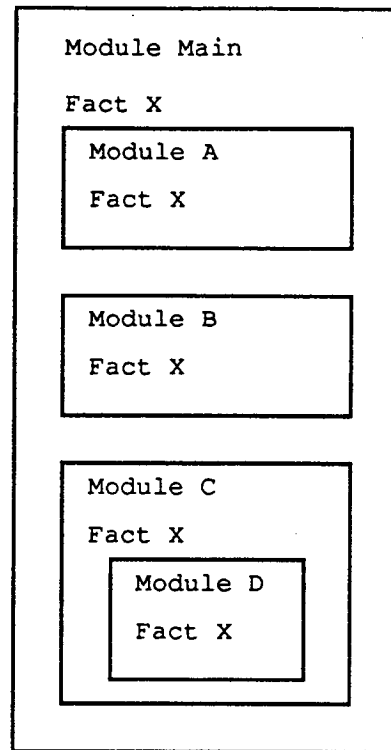 Module Main
Fact X
Module A
Fact X
Module B
Fact X
Module C
Fact X
Module D
Fact X